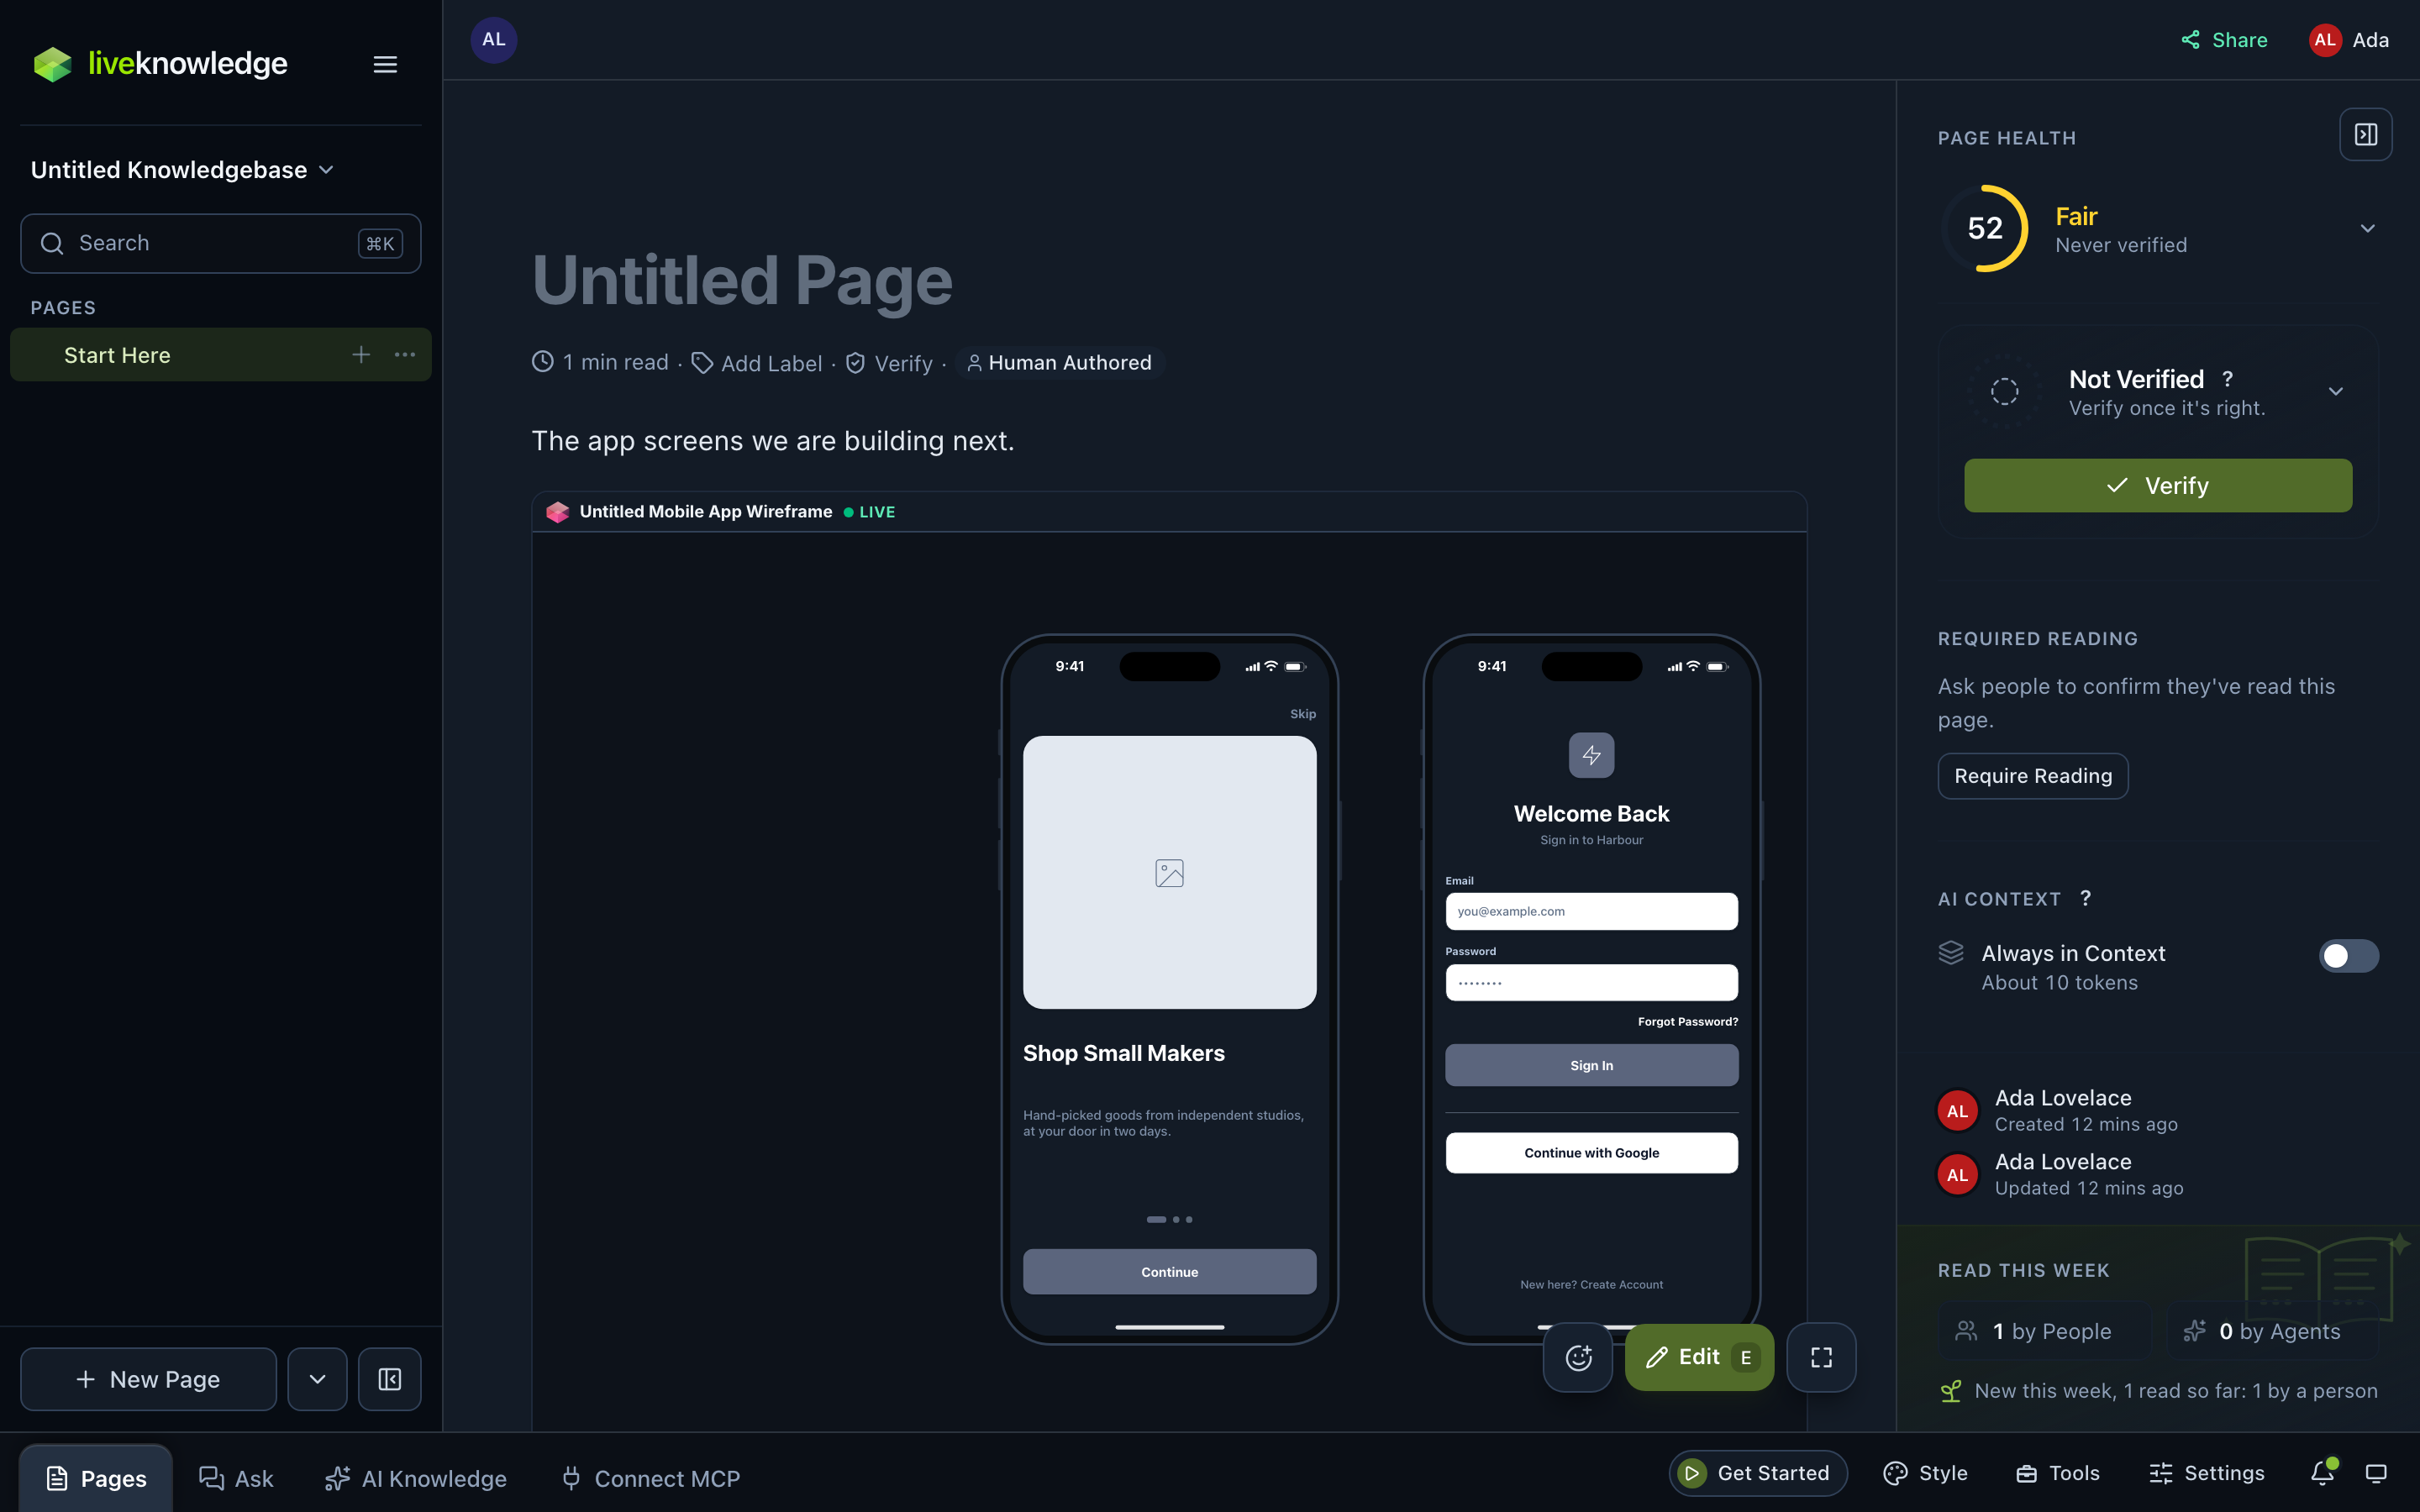 liveknowledge
Untitled Knowledgebase
Search ⌘K
PAGES
Start Here
New Page
AL
Share
AL Ada
Untitled Page
1 min read · Add Label · Verify · Human Authored
The app screens we are building next.
Untitled Mobile App Wireframe LIVE
9:41
Skip
Shop Small Makers
Hand-picked goods from independent studios,
at your door in two days.
Continue
9:41
Welcome Back
Sign in to Harbour
Email
you@example.com
Password
••••••••
Forgot Password?
Sign In
Continue with Google
New here? Create Account
Edit E
PAGE HEALTH
52
Fair
Never verified
Not Verified ?
Verify once it's right.
Verify
REQUIRED READING
Ask people to confirm they've read this
page.
Require Reading
AI CONTEXT ?
Always in Context
About 10 tokens
AL
Ada Lovelace
Created 12 mins ago
AL
Ada Lovelace
Updated 12 mins ago
READ THIS WEEK
1 by People
0 by Agents
New this week, 1 read so far: 1 by a person
Pages
Ask
AI Knowledge
Connect MCP
Get Started
Style
Tools
Settings